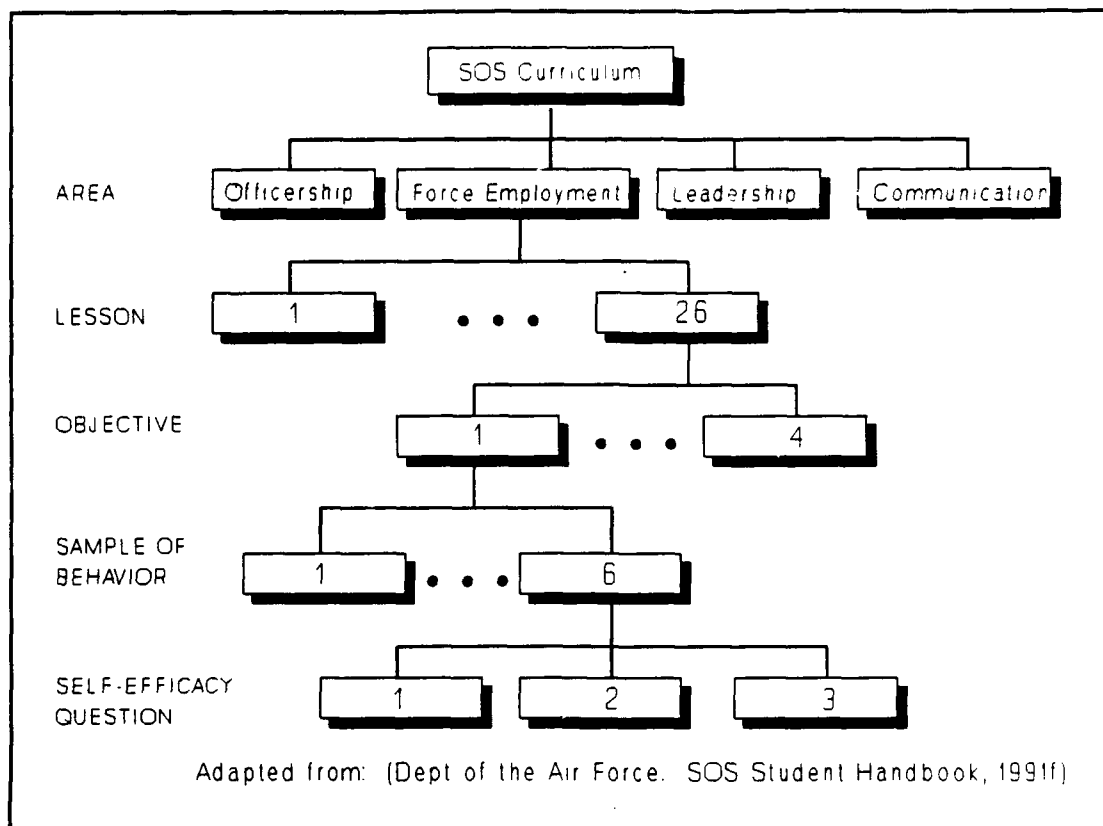 SOS Curriculum
AREA
Officership Force Employment Leadership Communication
LESSON
1 • • • 26
OBJECTIVE
1 • • • 4
SAMPLE OF
BEHAVIOR
1 • • • 6
SELF-EFFICACY
QUESTION
1 2 3
Adapted from: (Dept of the Air Force. SOS Student Handbook, 1991f)